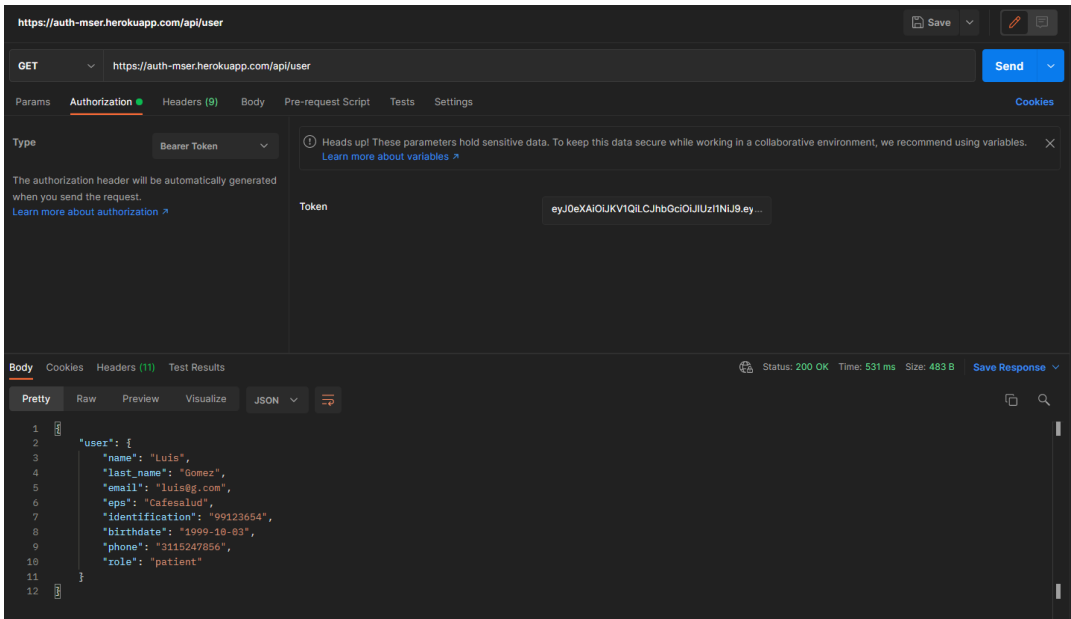 https://auth-mser.herokuapp.com/api/user
Save
GET https://auth-mser.herokuapp.com/api/user Send
Params Authorization Headers (9) Body Pre-request Script Tests Settings Cookies
Type Bearer Token
Heads up! These parameters hold sensitive data. To keep this data secure while working in a collaborative environment, we recommend using variables.
Learn more about variables ↗
The authorization header will be automatically generated
when you send the request.
Learn more about authorization ↗
Token eyJ0eXAiOiJKV1QiLCJhbGciOiJIUzI1NiJ9.ey...
Body Cookies Headers (11) Test Results Status: 200 OK Time: 531 ms Size: 483 B Save Response
Pretty Raw Preview Visualize JSON
1 {
2 "user": {
3 "name": "Luis",
4 "last_name": "Gomez",
5 "email": "luis@g.com",
6 "eps": "Cafesalud",
7 "identification": "99123654",
8 "birthdate": "1999-10-03",
9 "phone": "3115247856",
10 "role": "patient"
11 }
12 }